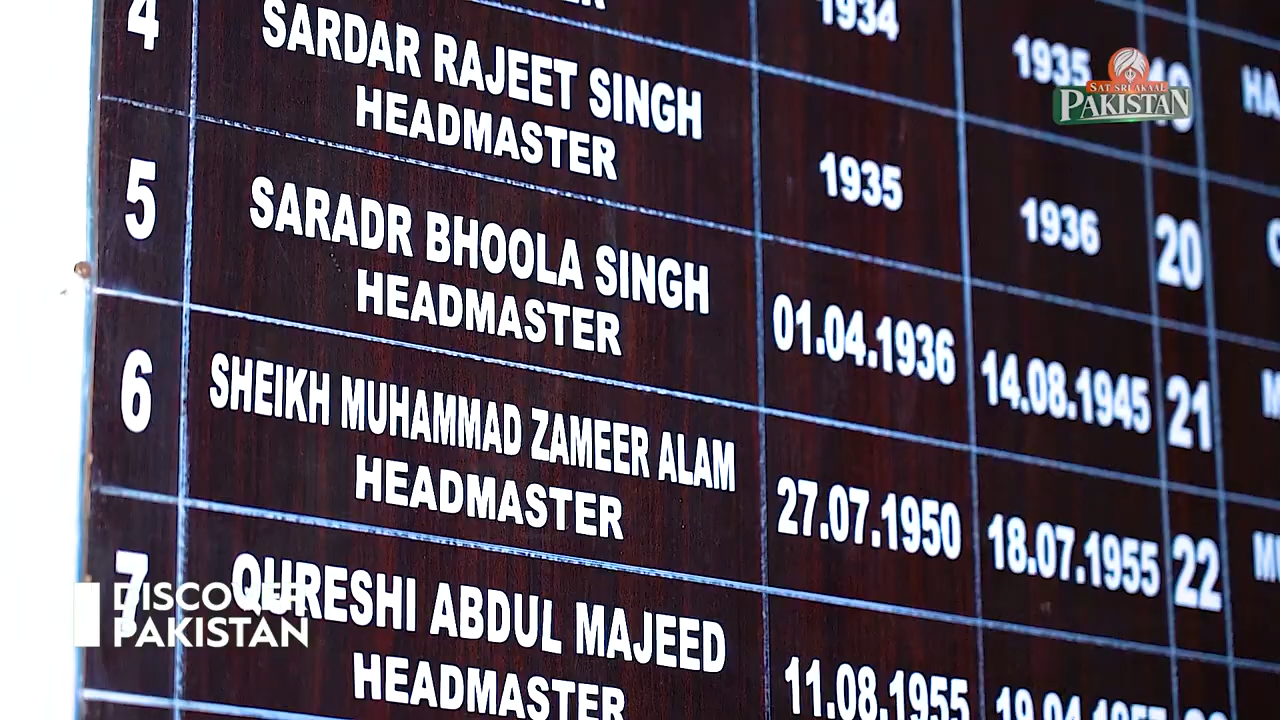 1934
4
SARDAR RAJEET SINGH
HEADMASTER
1935
1935
SAT SRI AKAAL
PAKISTAN
5
SARADR BHOOLA SINGH
HEADMASTER
01.04.1936
1936
20
6
SHEIKH MUHAMMAD ZAMEER ALAM
HEADMASTER
27.07.1950
14.08.1945
21
7
QURESHI ABDUL MAJEED
HEADMASTER
11.08.1955
18.07.1955
22
DISCOVER
PAKISTAN